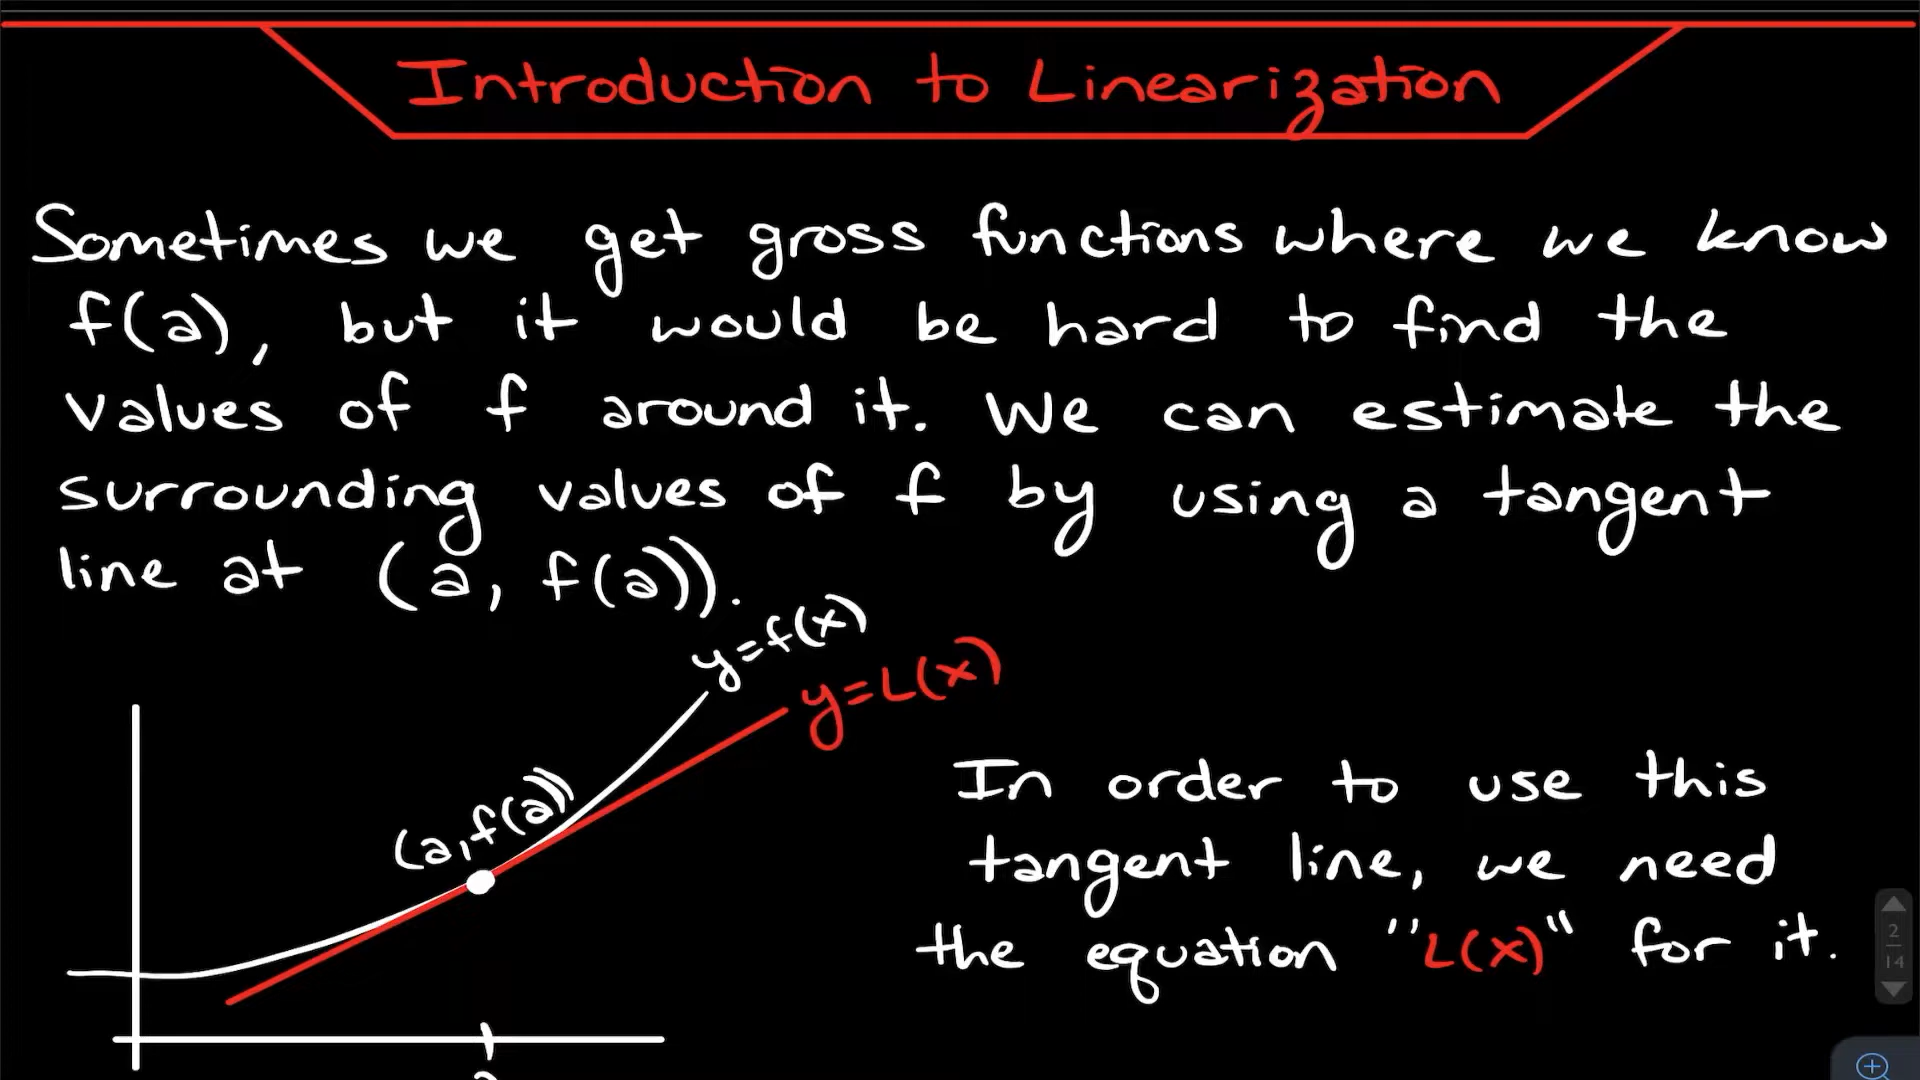 Introduction to Linearization
Sometimes we get gross functions where we know
f(a), but it would be hard to find the
values of f around it. We can estimate the
surrounding values of f by using a tangent
line at (a, f(a)).
y=f(x)
y=L(x)
(a,f(a))
In order to use this
tangent line, we need
the equation "L(x)" for it.
2
14